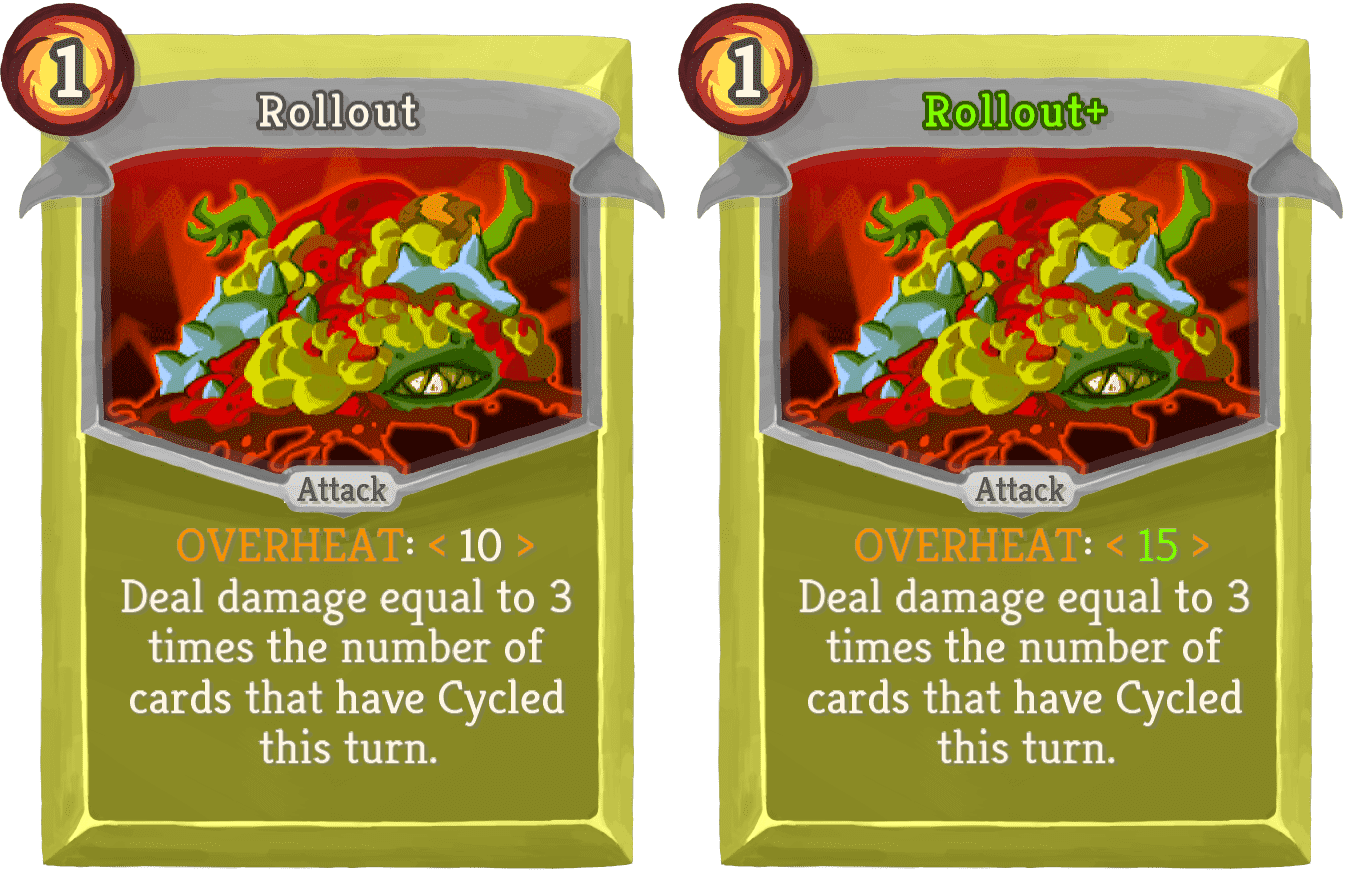 1
Rollout
Attack
OVERHEAT: < 10 >
Deal damage equal to 3
times the number of
cards that have Cycled
this turn.
1
Rollout+
Attack
OVERHEAT: < 15 >
Deal damage equal to 3
times the number of
cards that have Cycled
this turn.